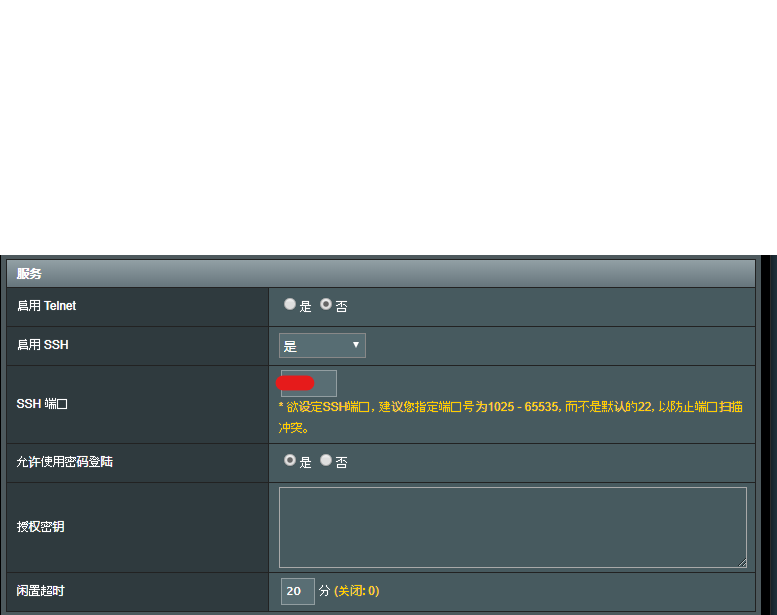 服务
启用 Telnet
是 否
启用 SSH
是
SSH 端口
* 欲设定SSH端口, 建议您指定端口号为1025 - 65535, 而不是默认的22, 以防止端口扫描
冲突。
允许使用密码登陆
是 否
授权密钥
闲置超时
20 分 (关闭: 0)